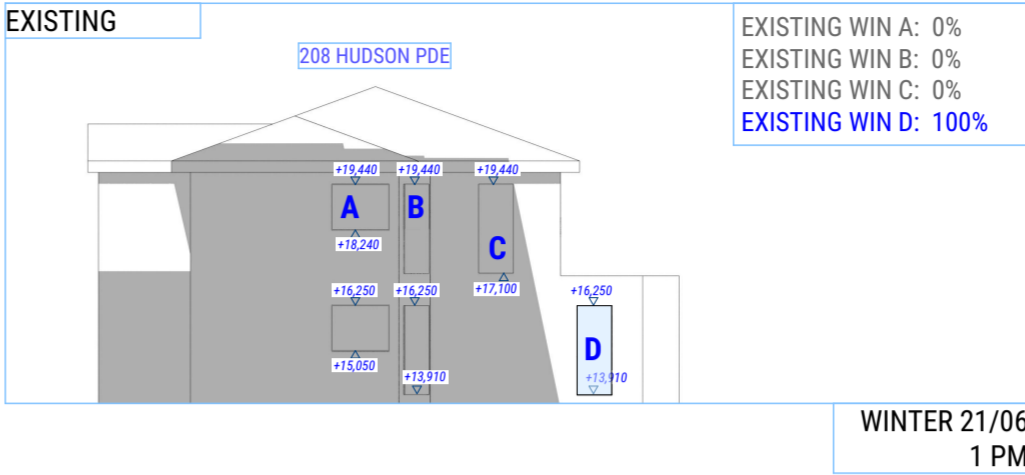 EXISTING
208 HUDSON PDE
EXISTING WIN A: 0%
EXISTING WIN B: 0%
EXISTING WIN C: 0%
EXISTING WIN D: 100%
+19,440 +19,440 +19,440
A B
+18,240
C
+17,100
+16,250 +16,250 +16,250
D
+15,050
+13,910 +13,910
WINTER 21/06
1 PM